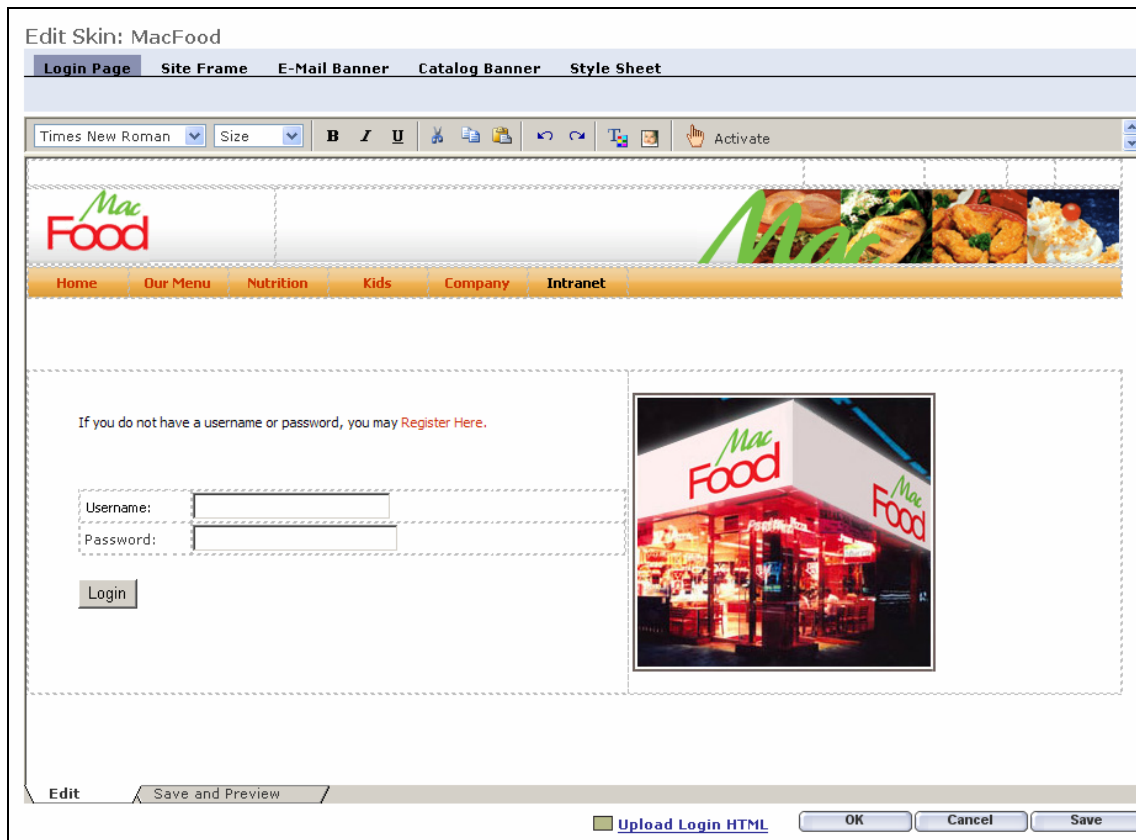 Edit Skin: MacFood
Login Page Site Frame E-Mail Banner Catalog Banner Style Sheet
Times New Roman Size B I U Activate
Mac
Food
Mac
Home Our Menu Nutrition Kids Company Intranet
If you do not have a username or password, you may Register Here.
Mac
Food
Mac
Food
Username:
Password:
Login
Edit Save and Preview
Upload Login HTML OK Cancel Save